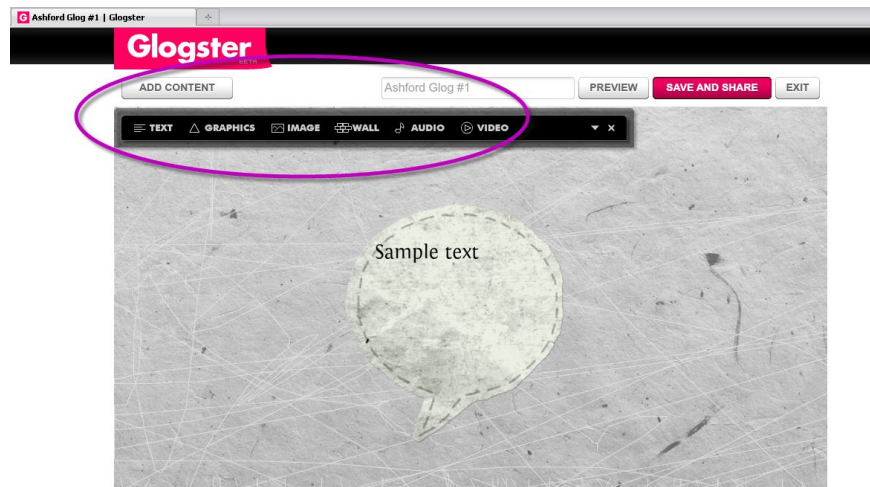 G Ashford Glog #1 | Glogster
Glogster
BETA
ADD CONTENT Ashford Glog #1 PREVIEW SAVE AND SHARE EXIT
TEXT GRAPHICS IMAGE WALL AUDIO VIDEO
Sample text